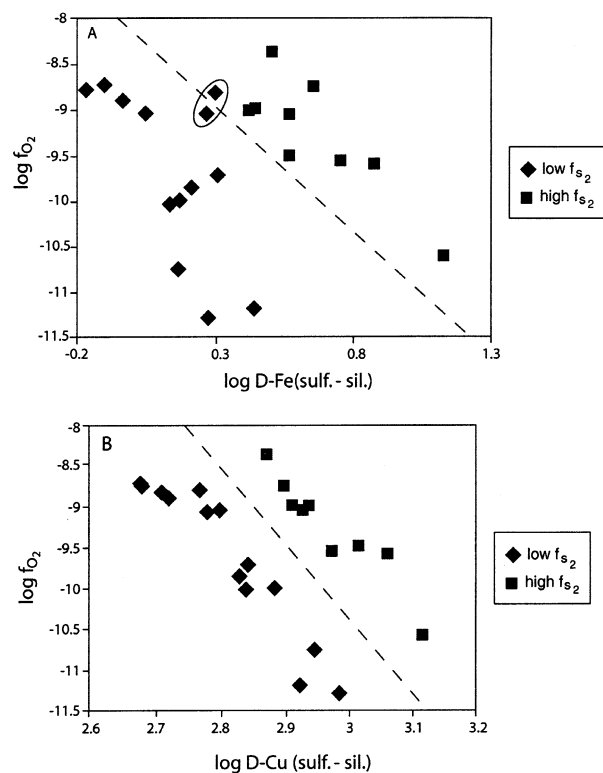 A
-8
-8.5
-9
-9.5
-10
-10.5
-11
-11.5
log fO2
-0.2 0.3 0.8 1.3
log D-Fe(sulf. - sil.)
low fs2
high fs2
B
-8
-8.5
-9
-9.5
-10
-10.5
-11
-11.5
log fO2
2.6 2.7 2.8 2.9 3 3.1 3.2
log D-Cu (sulf. - sil.)
low fs2
high fs2